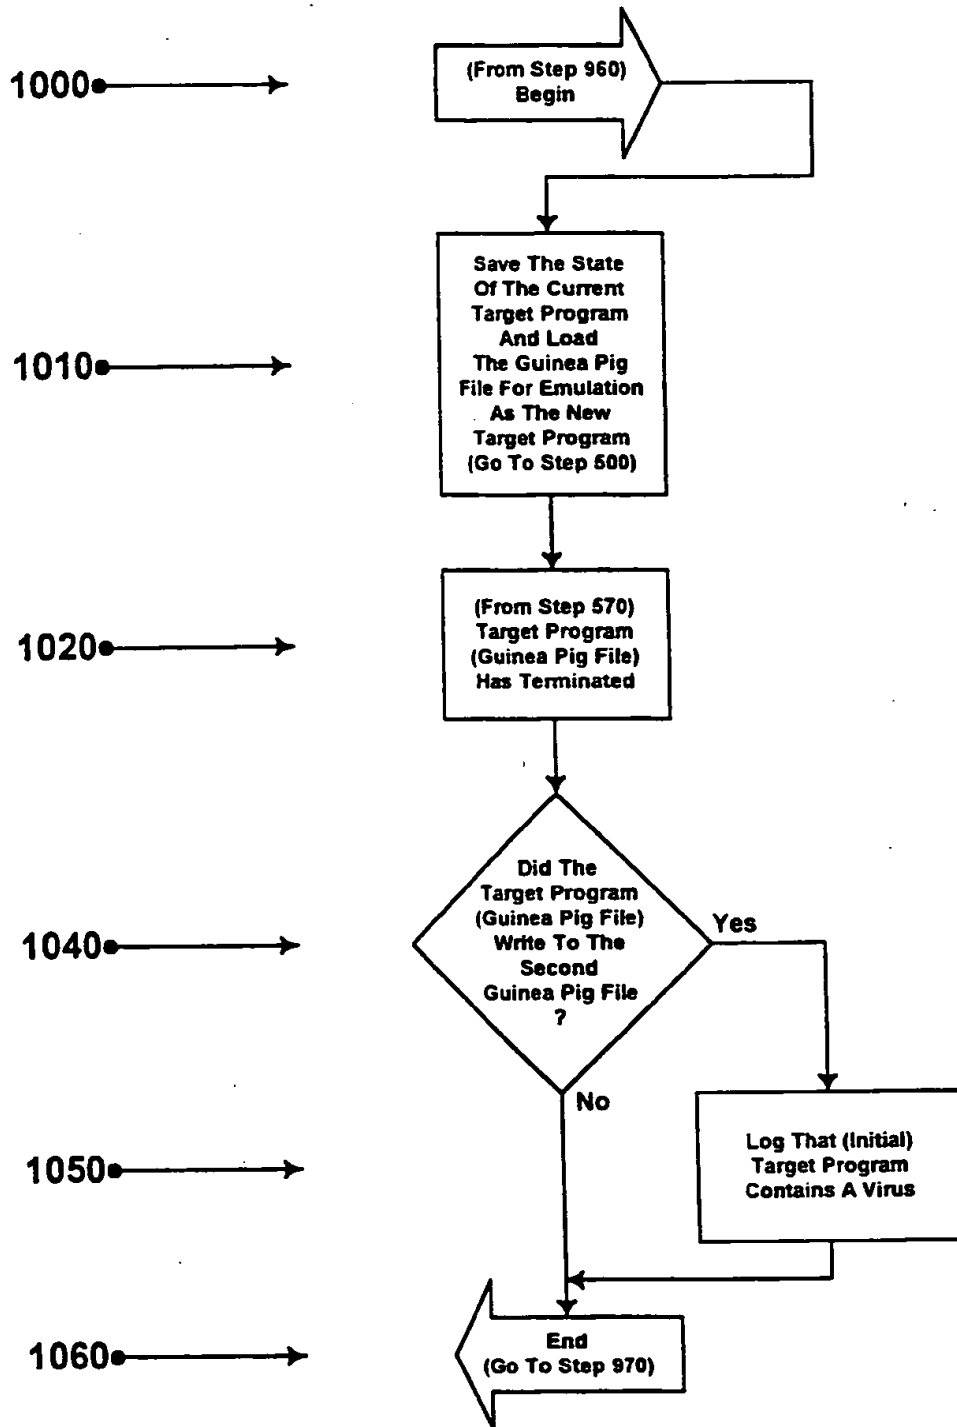 1000
(From Step 960)
Begin
1010
Save The State
Of The Current
Target Program
And Load
The Guinea Pig
File For Emulation
As The New
Target Program
(Go To Step 500)
1020
(From Step 570)
Target Program
(Guinea Pig File)
Has Terminated
1040
Did The
Target Program
(Guinea Pig File)
Write To The
Second
Guinea Pig File
?
Yes
No
1050
Log That (Initial)
Target Program
Contains A Virus
1060
End
(Go To Step 970)